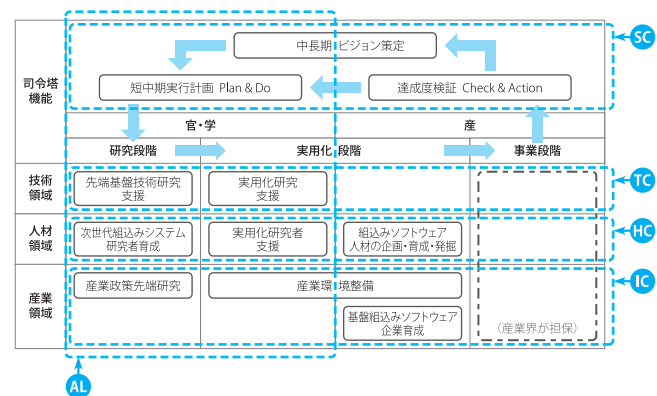 中長期 ビジョン策定
SC
司令塔
機能
短中期実行計画 Plan & Do
達成度検証 Check & Action
官・学
産
研究段階
実用化 段階
事業段階
技術
領域
先端基盤技術研究
支援
実用化研究
支援
TC
人材
領域
次世代組込みシステム
研究者育成
実用化研究者
支援
組込みソフトウェア
人材の企画・育成・発掘
HC
産業
領域
産業政策先端研究
産業環境整備
IC
基盤組込みソフトウェア
企業育成
(産業界が担保)
AL